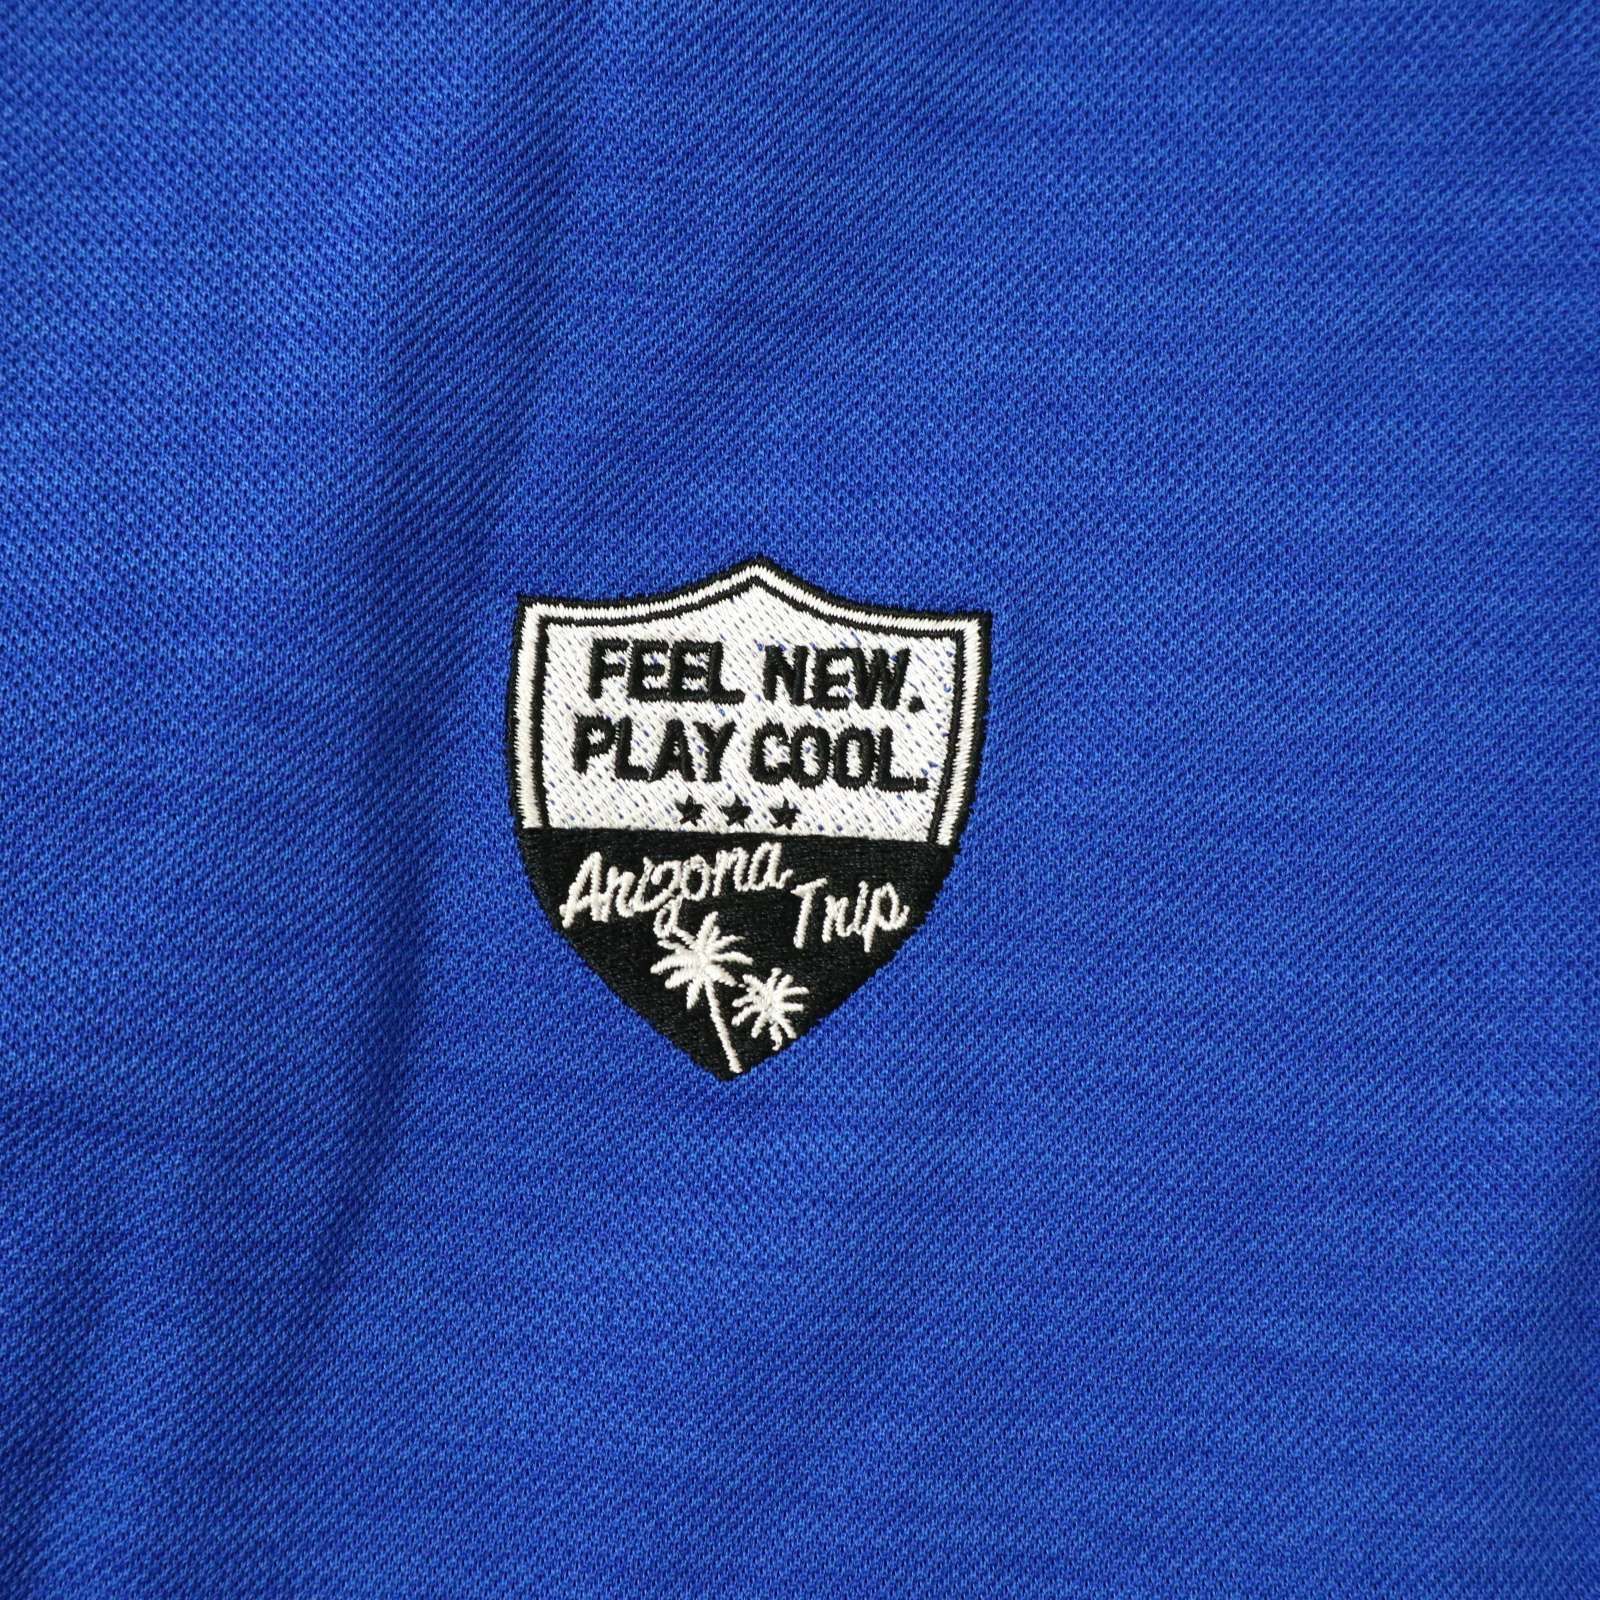 FEEL NEW.
PLAY COOL.
Arizona Trip